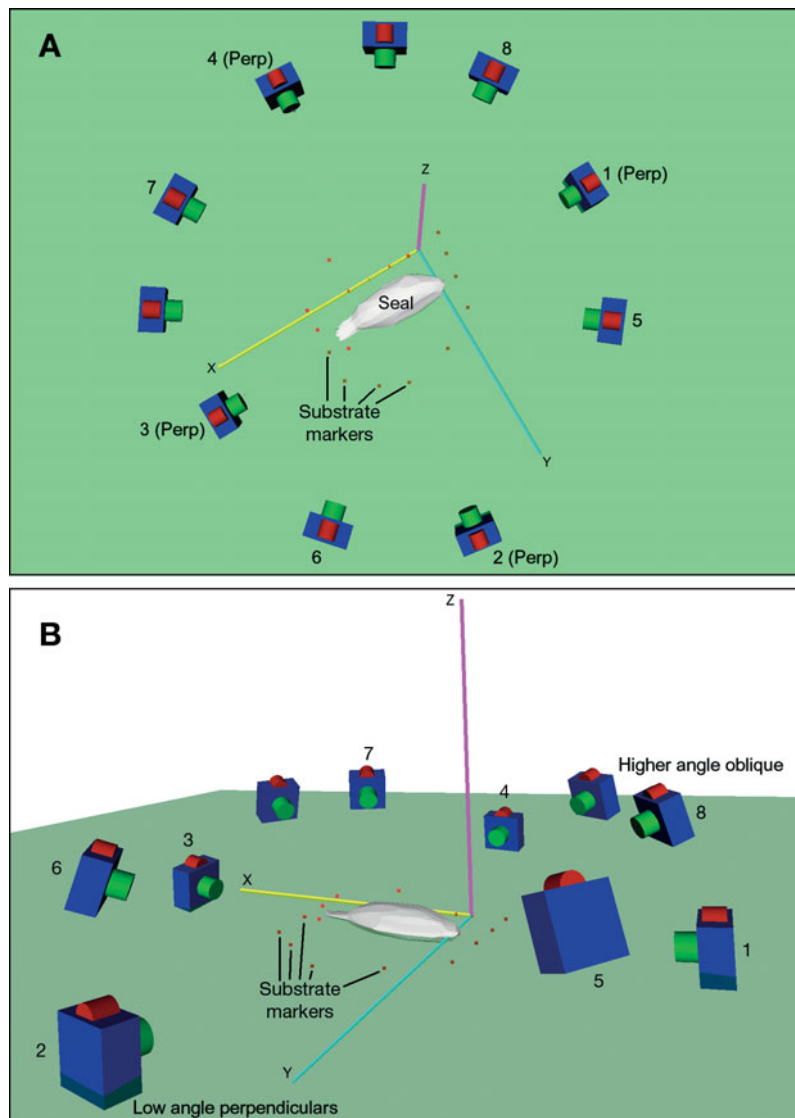 A
4 (Perp)
8
Z
1 (Perp)
7
Seal
5
X
Substrate
markers
3 (Perp)
Y
6
2 (Perp)
B
Z
7
Higher angle oblique
4
8
3
6
X
Substrate
markers
5
1
2
Y
Low angle perpendiculars